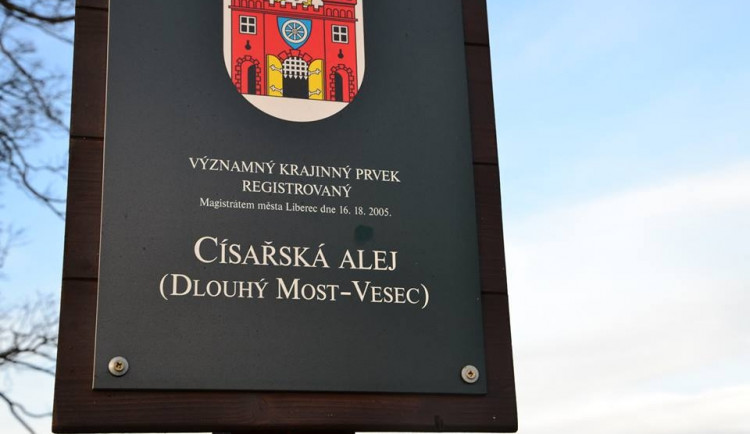 VÝZNAMNÝ KRAJINNÝ PRVEK
REGISTROVANÝ
Magistrátem města Liberec dne 16. 18. 2005.
CÍSAŘSKÁ ALEJ
(DLOUHÝ MOST-VESEC)